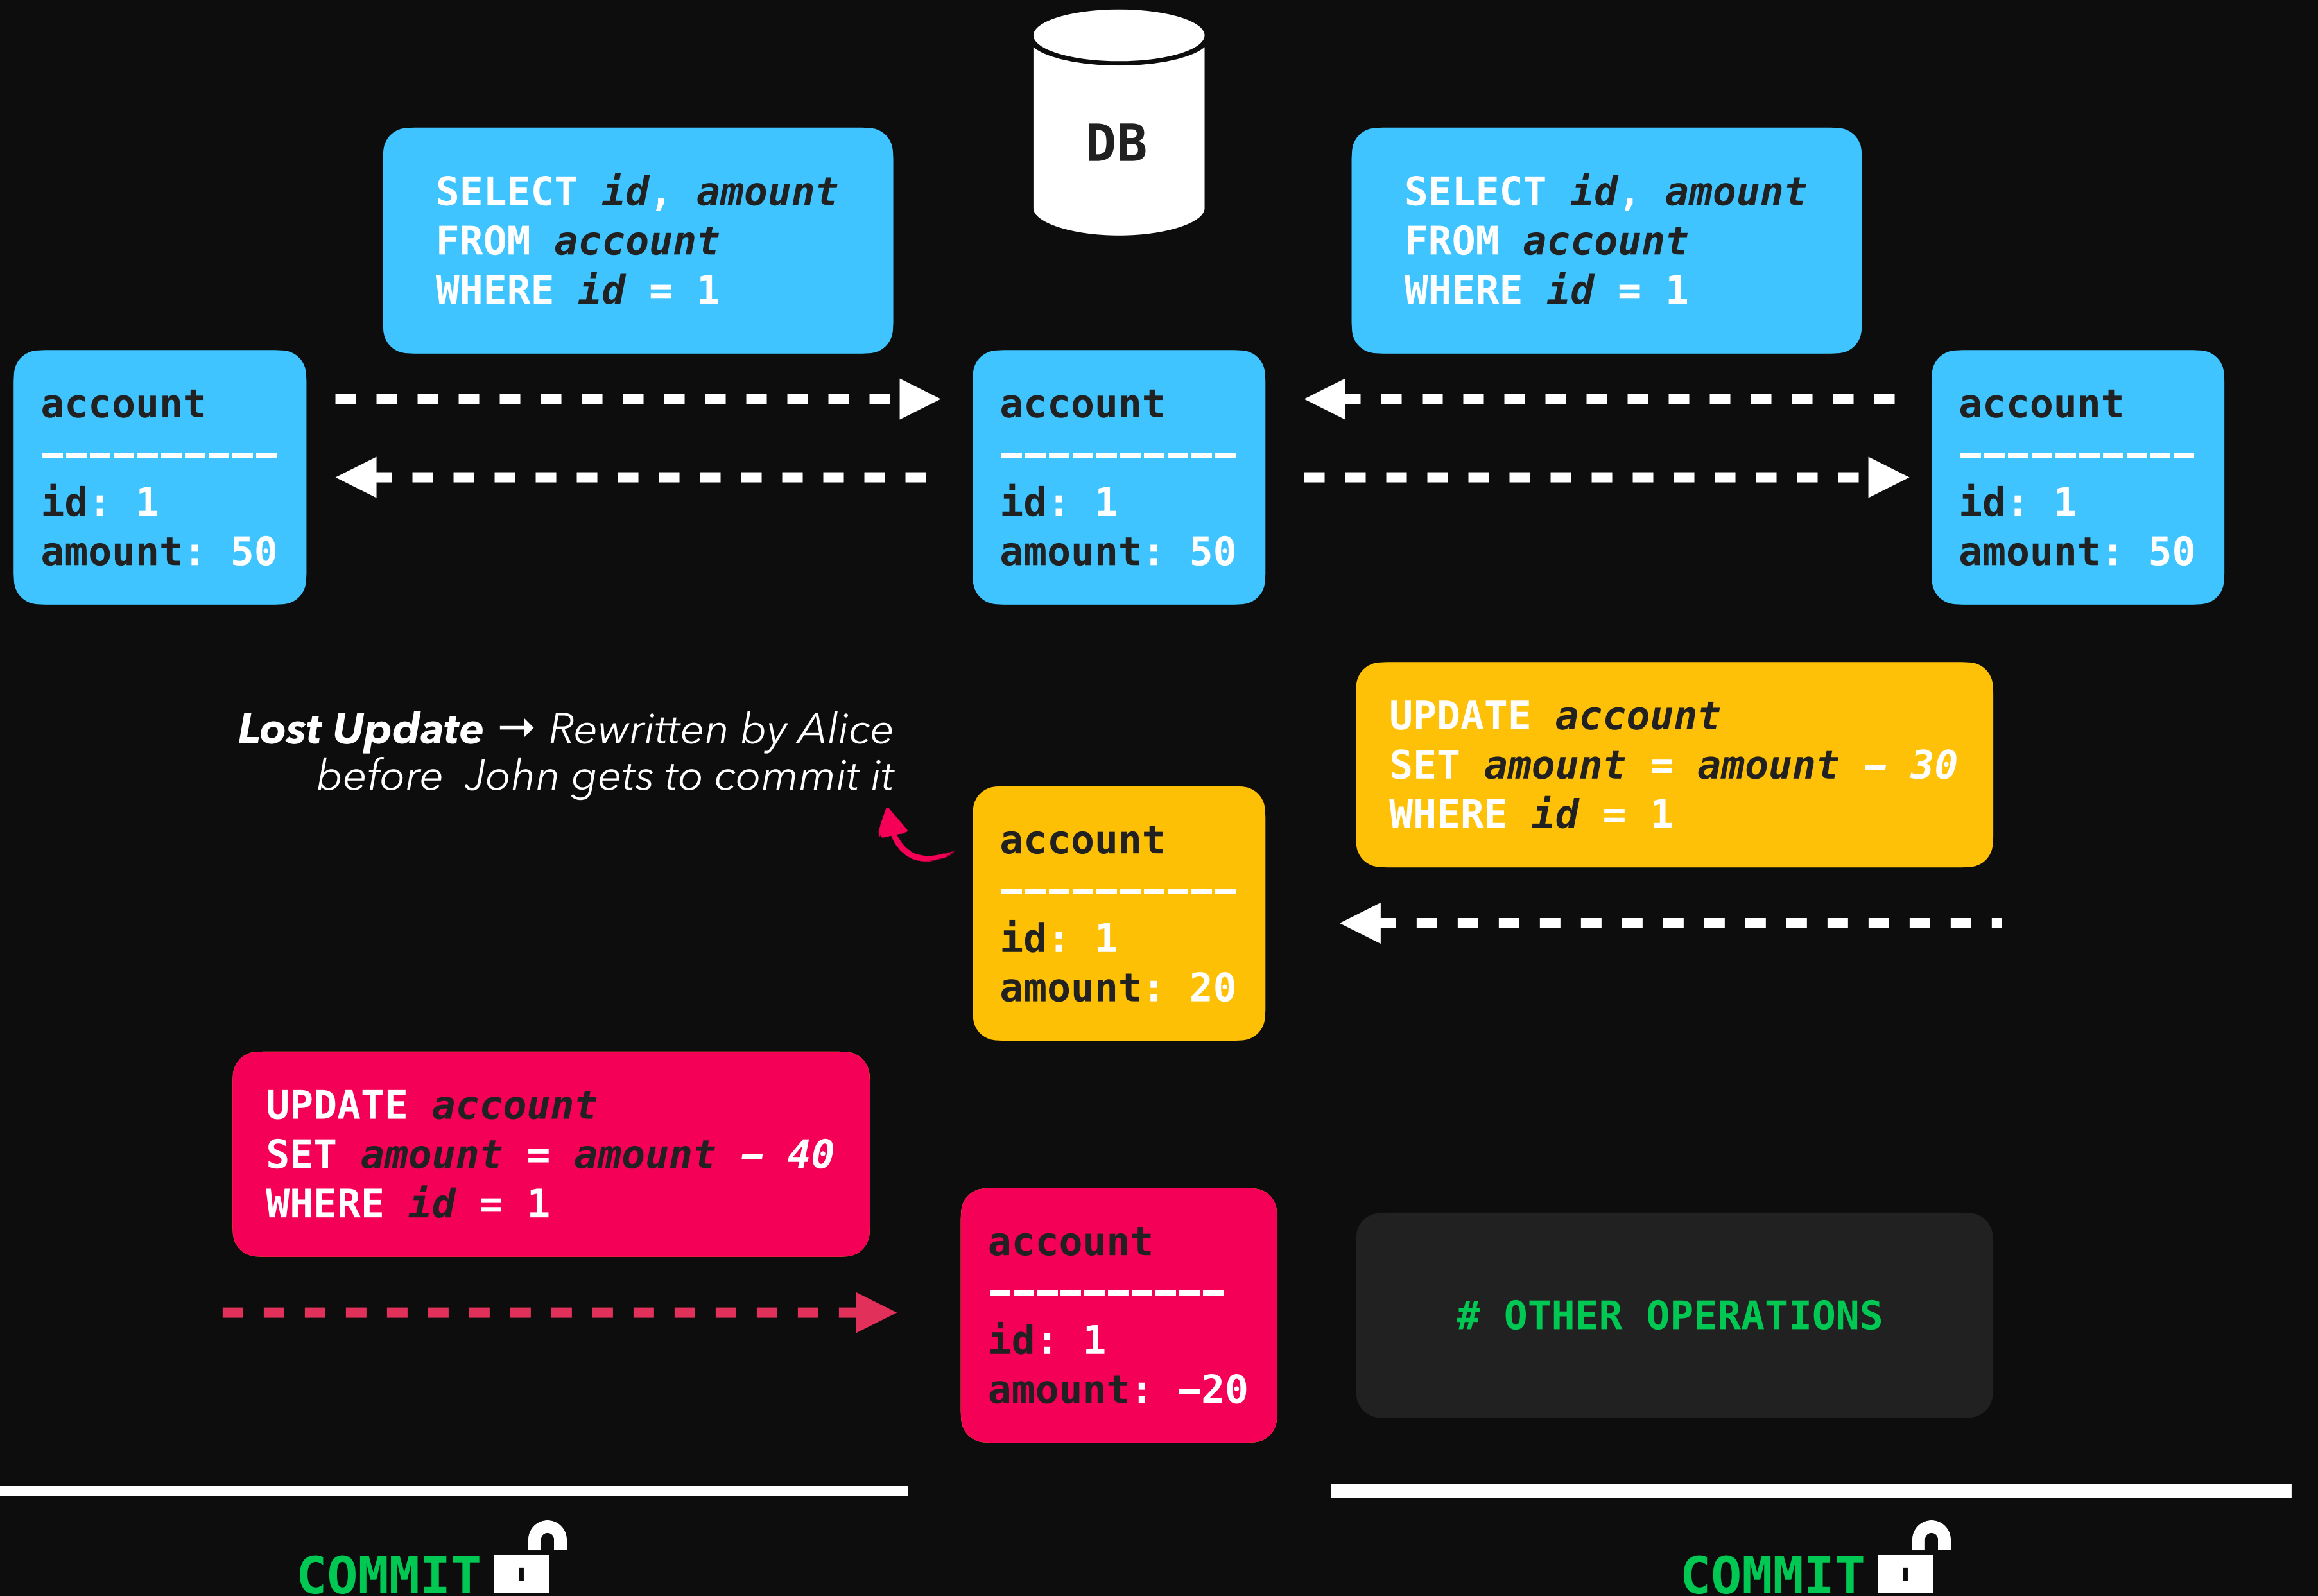 DB
SELECT id, amount
FROM account
WHERE id = 1
SELECT id, amount
FROM account
WHERE id = 1
account
----------
id: 1
amount: 50
account
----------
id: 1
amount: 50
account
----------
id: 1
amount: 50
Lost Update → Rewritten by Alice
before John gets to commit it
UPDATE account
SET amount = amount - 30
WHERE id = 1
account
----------
id: 1
amount: 20
UPDATE account
SET amount = amount - 40
WHERE id = 1
account
----------
id: 1
amount: -20
# OTHER OPERATIONS
COMMIT
COMMIT